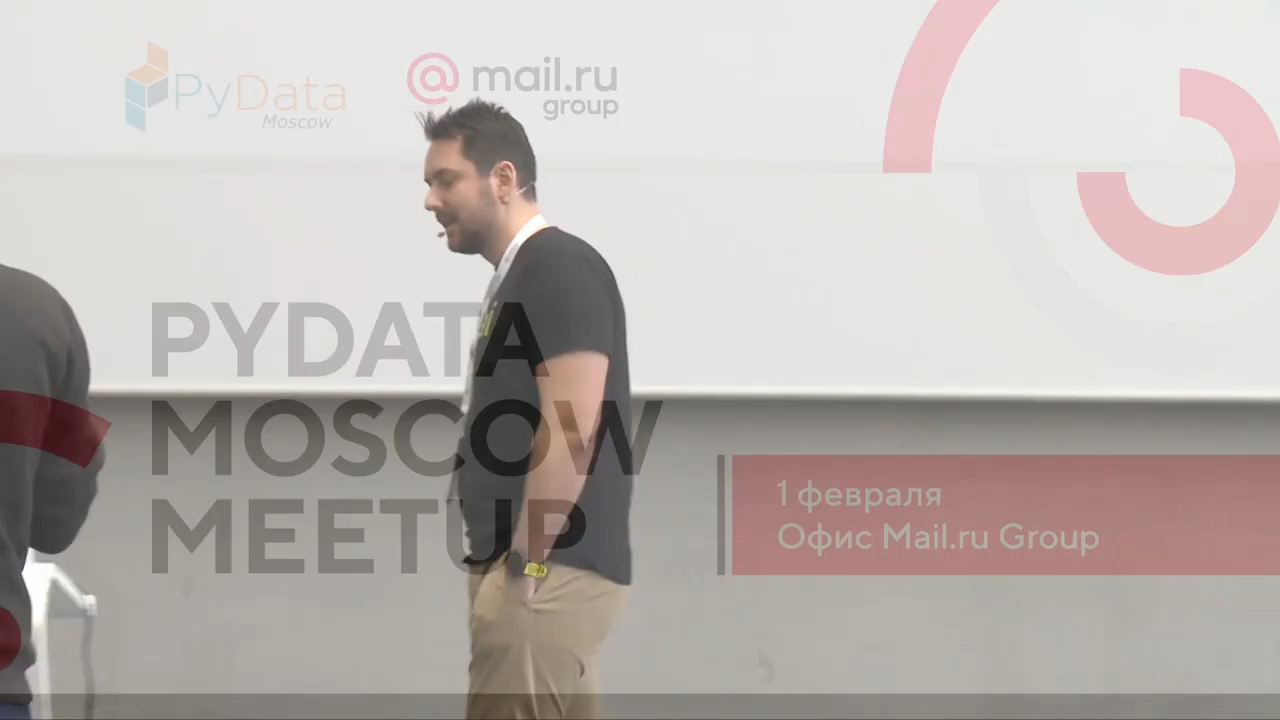 PyData
Moscow
@mail.ru
group
PYDATA
MOSCOW
MEETUP
1 февраля
Офис Mail.ru Group